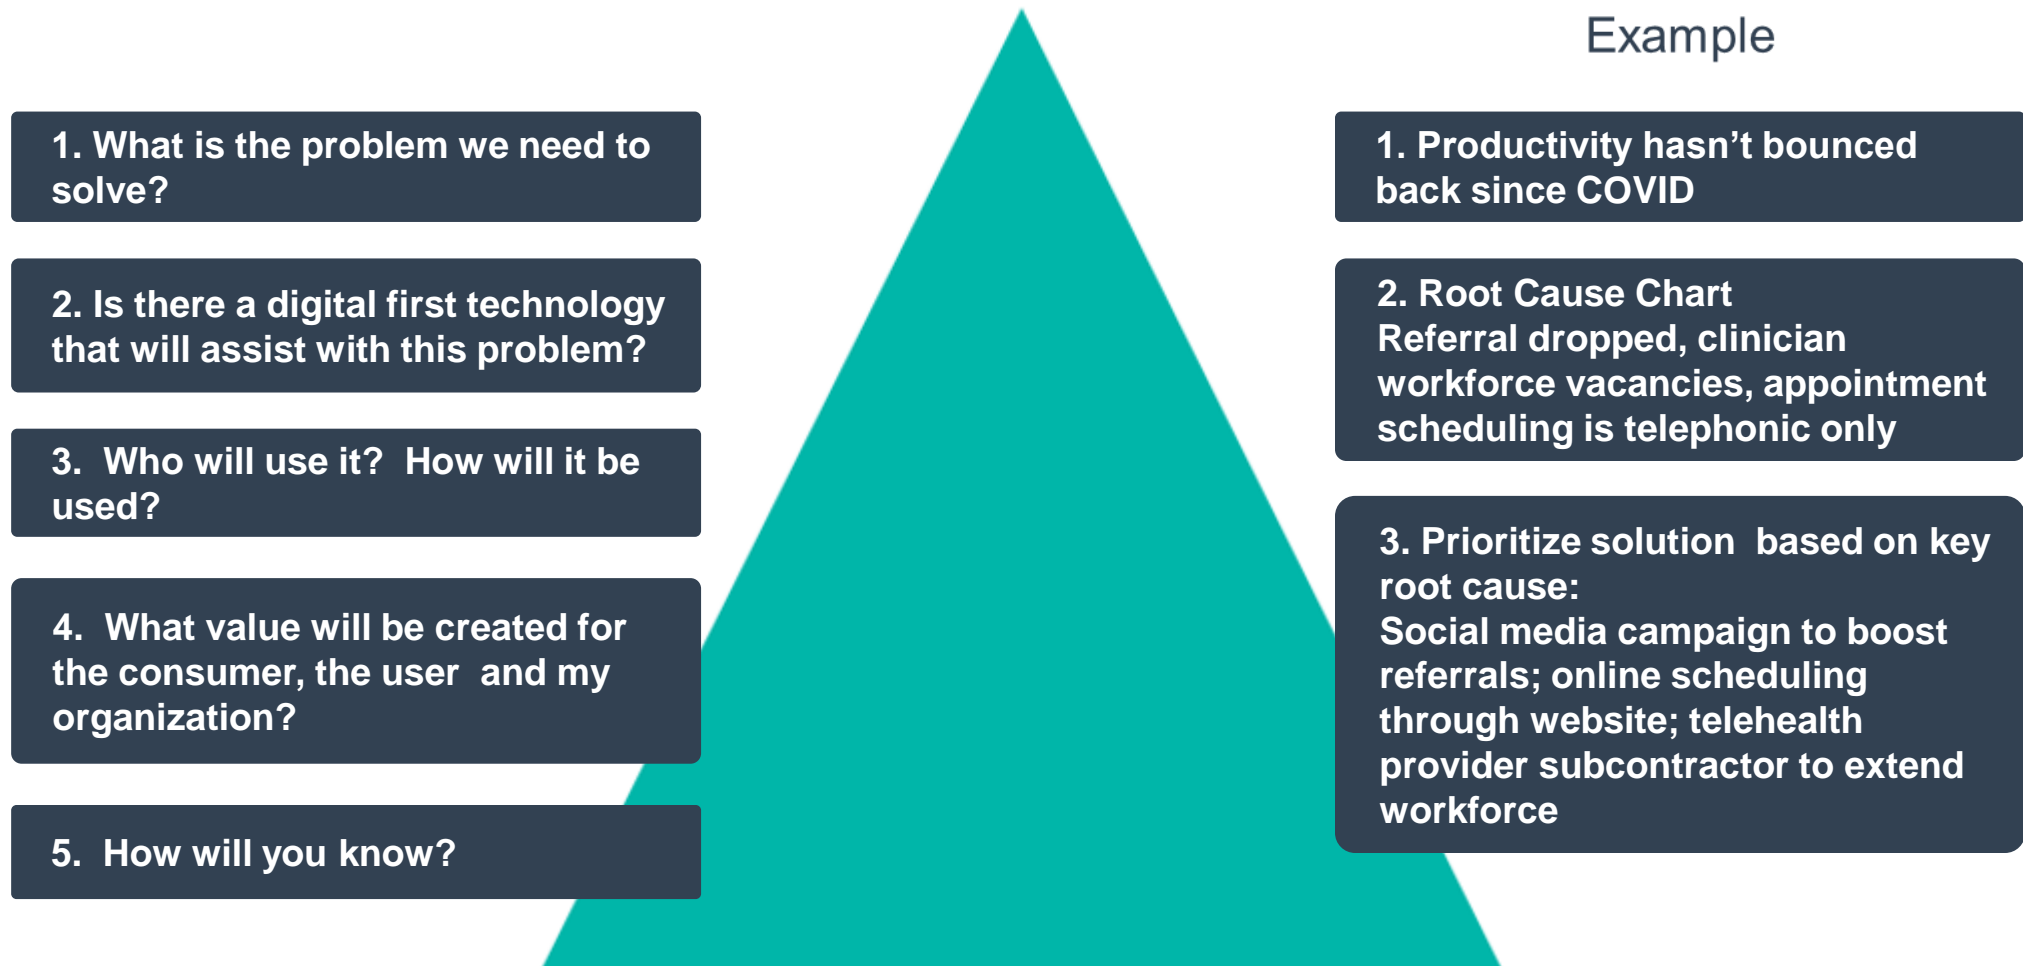 1. What is the problem we need to
solve?
2. Is there a digital first technology
that will assist with this problem?
3.  Who will use it?  How will it be
used?
4.  What value will be created for
the consumer, the user  and my
organization?
5.  How will you know?
Example
1. Productivity hasn’t bounced
back since COVID
2. Root Cause Chart
Referral dropped, clinician
workforce vacancies, appointment
scheduling is telephonic only
3. Prioritize solution  based on key
root cause:
Social media campaign to boost
referrals; online scheduling
through website; telehealth
provider subcontractor to extend
workforce